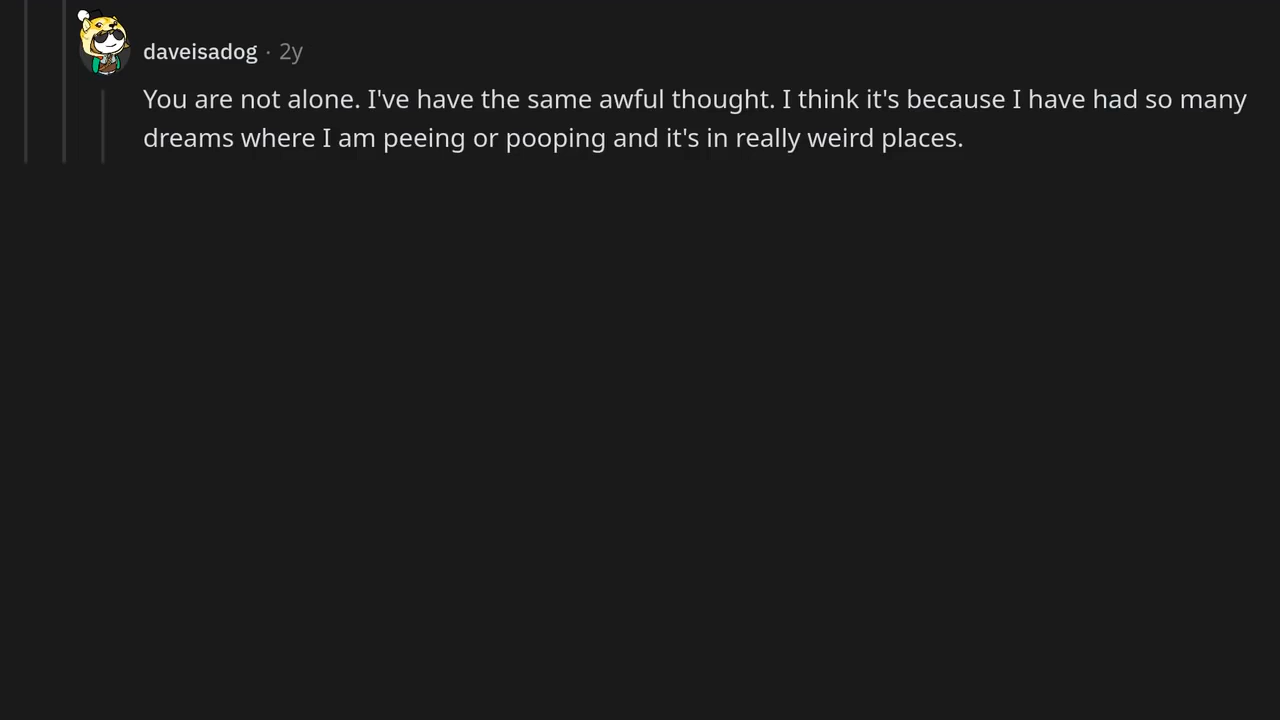 daveisadog · 2y
You are not alone. I've have the same awful thought. I think it's because I have had so many
dreams where I am peeing or pooping and it's in really weird places.